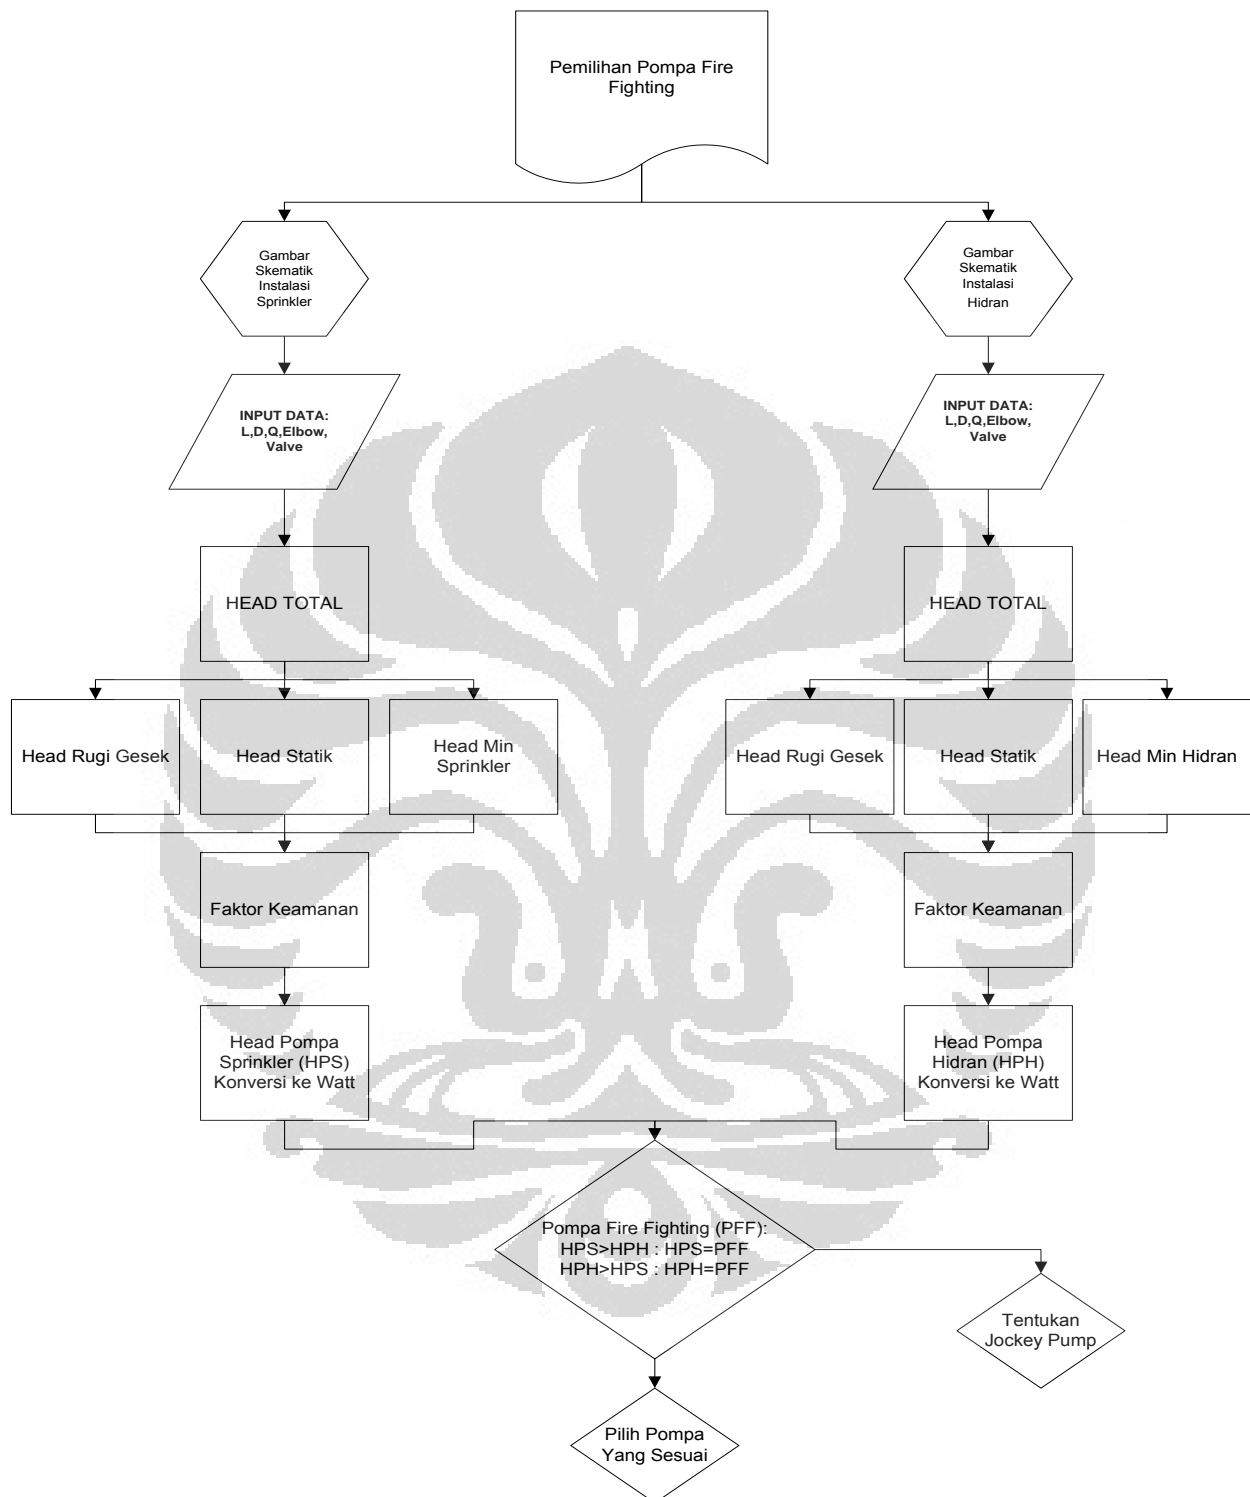 Pemilihan Pompa Fire
Fighting
Gambar
Skematik
Instalasi
Sprinkler
Gambar
Skematik
Instalasi
Hidran
INPUT DATA:
L,D,Q,Elbow,
Valve
INPUT DATA:
L,D,Q,Elbow,
Valve
HEAD TOTAL
HEAD TOTAL
Head Rugi Gesek
Head Statik
Head Min
Sprinkler
Head Rugi Gesek
Head Statik
Head Min Hidran
Faktor Keamanan
Faktor Keamanan
Head Pompa
Sprinkler (HPS)
Konversi ke Watt
Head Pompa
Hidran (HPH)
Konversi ke Watt
Pompa Fire Fighting (PFF):
HPS>HPH : HPS=PFF
HPH>HPS : HPH=PFF
Tentukan
Jockey Pump
Pilih Pompa
Yang Sesuai